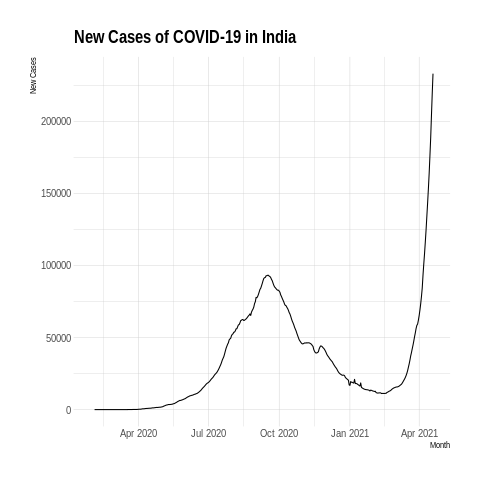 New Cases of COVID-19 in India
New Cases
200000
150000
100000
50000
0
Apr 2020 Jul 2020 Oct 2020 Jan 2021 Apr 2021
Month